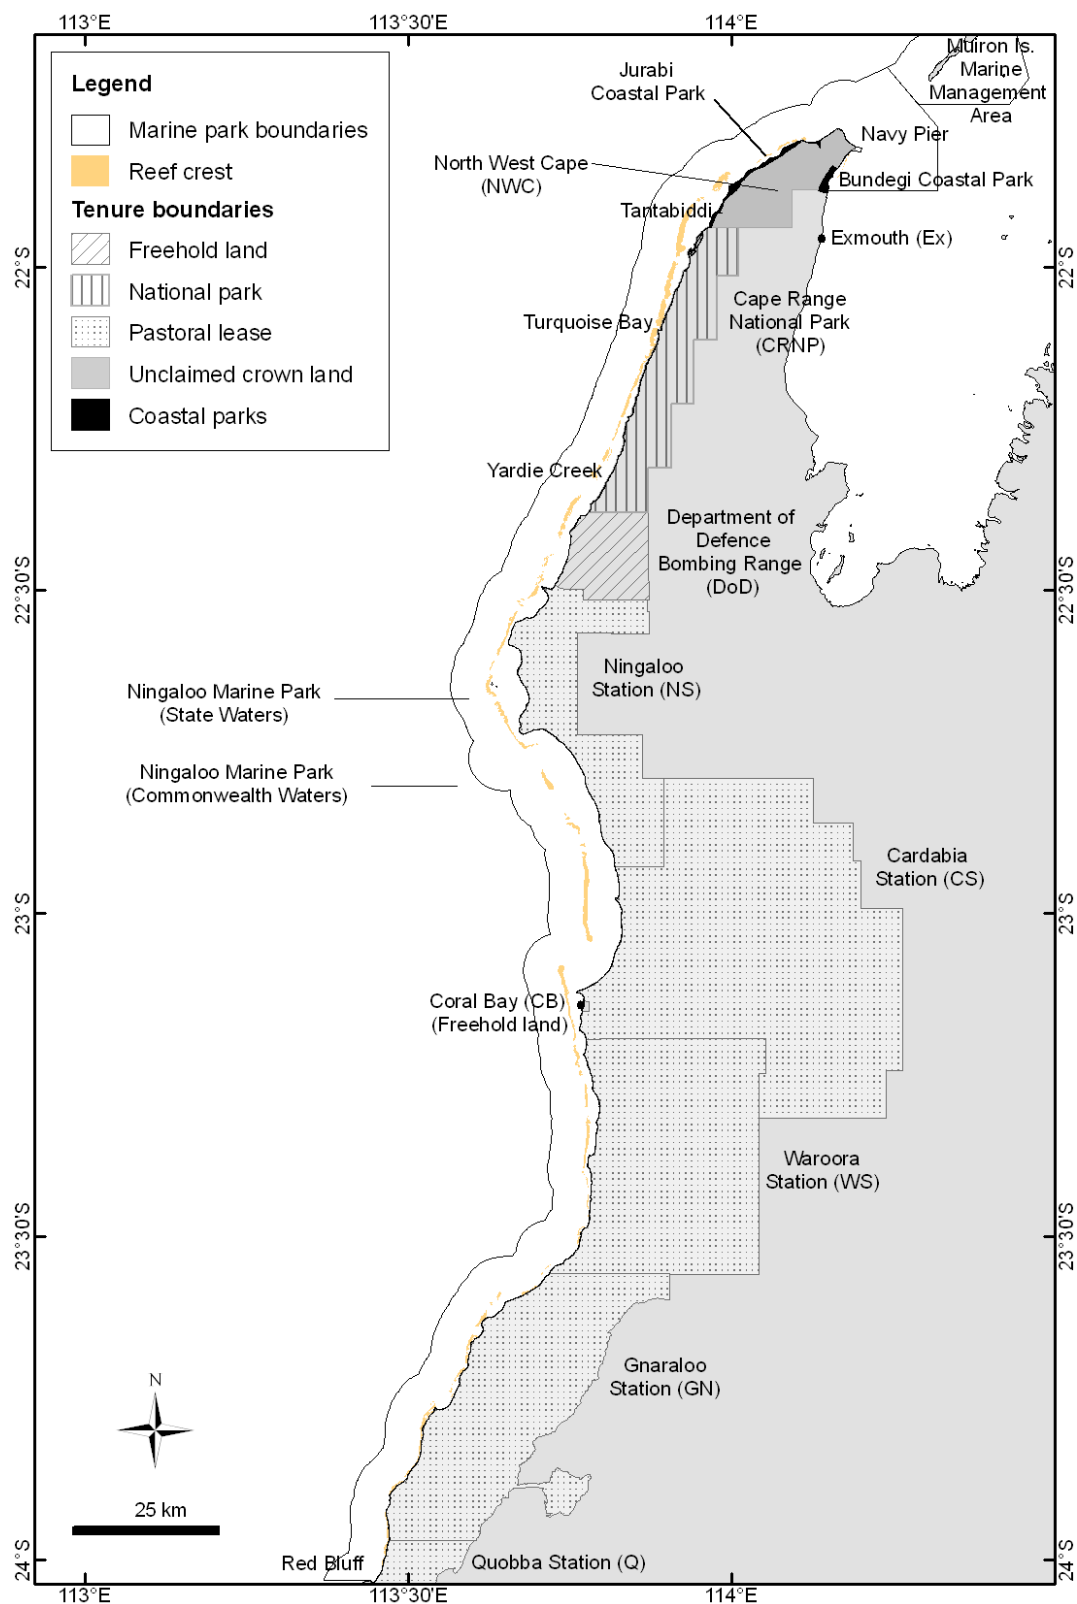 113°E
113°30'E
114°E
Legend
Marine park boundaries
Reef crest
Tenure boundaries
Freehold land
National park
Pastoral lease
Unclaimed crown land
Coastal parks
Muiron Is.
Marine
Management
Area
Jurabi
Coastal Park
Navy Pier
North West Cape
(NWC)
Bundegi Coastal Park
Tantabiddi
Exmouth (Ex)
22°S
22°S
Cape Range
National Park
(CRNP)
Turquoise Bay
Yardie Creek
Department of
Defence
Bombing Range
(DoD)
22°30'S
22°30'S
Ningaloo
Station (NS)
Ningaloo Marine Park
(State Waters)
Ningaloo Marine Park
(Commonwealth Waters)
Cardabia
Station (CS)
23°S
23°S
Coral Bay (CB)
(Freehold land)
Waroora
Station (WS)
23°30'S
23°30'S
Gnaraloo
Station (GN)
N
25 km
24°S
24°S
Red Bluff
Quobba Station (Q)
113°E
113°30'E
114°E